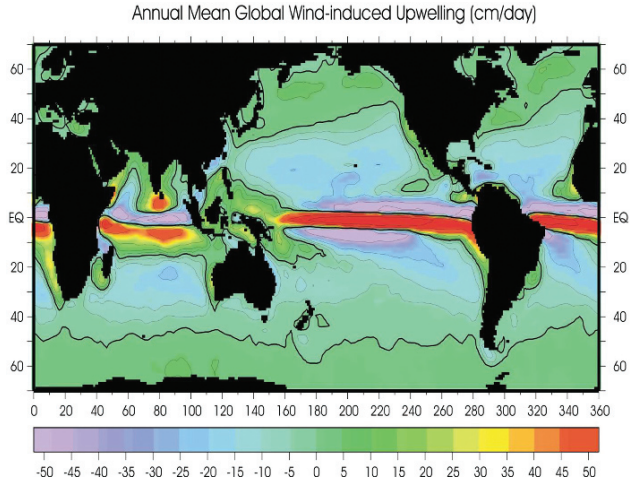 Annual Mean Global Wind-induced Upwelling (cm/day)
60 60
40 40
20 20
EQ EQ
20 20
40 40
60 60
0 20 40 60 80 100 120 140 160 180 200 220 240 260 280 300 320 340 360
-50 -45 -40 -35 -30 -25 -20 -15 -10 -5 0 5 10 15 20 25 30 35 40 45 50